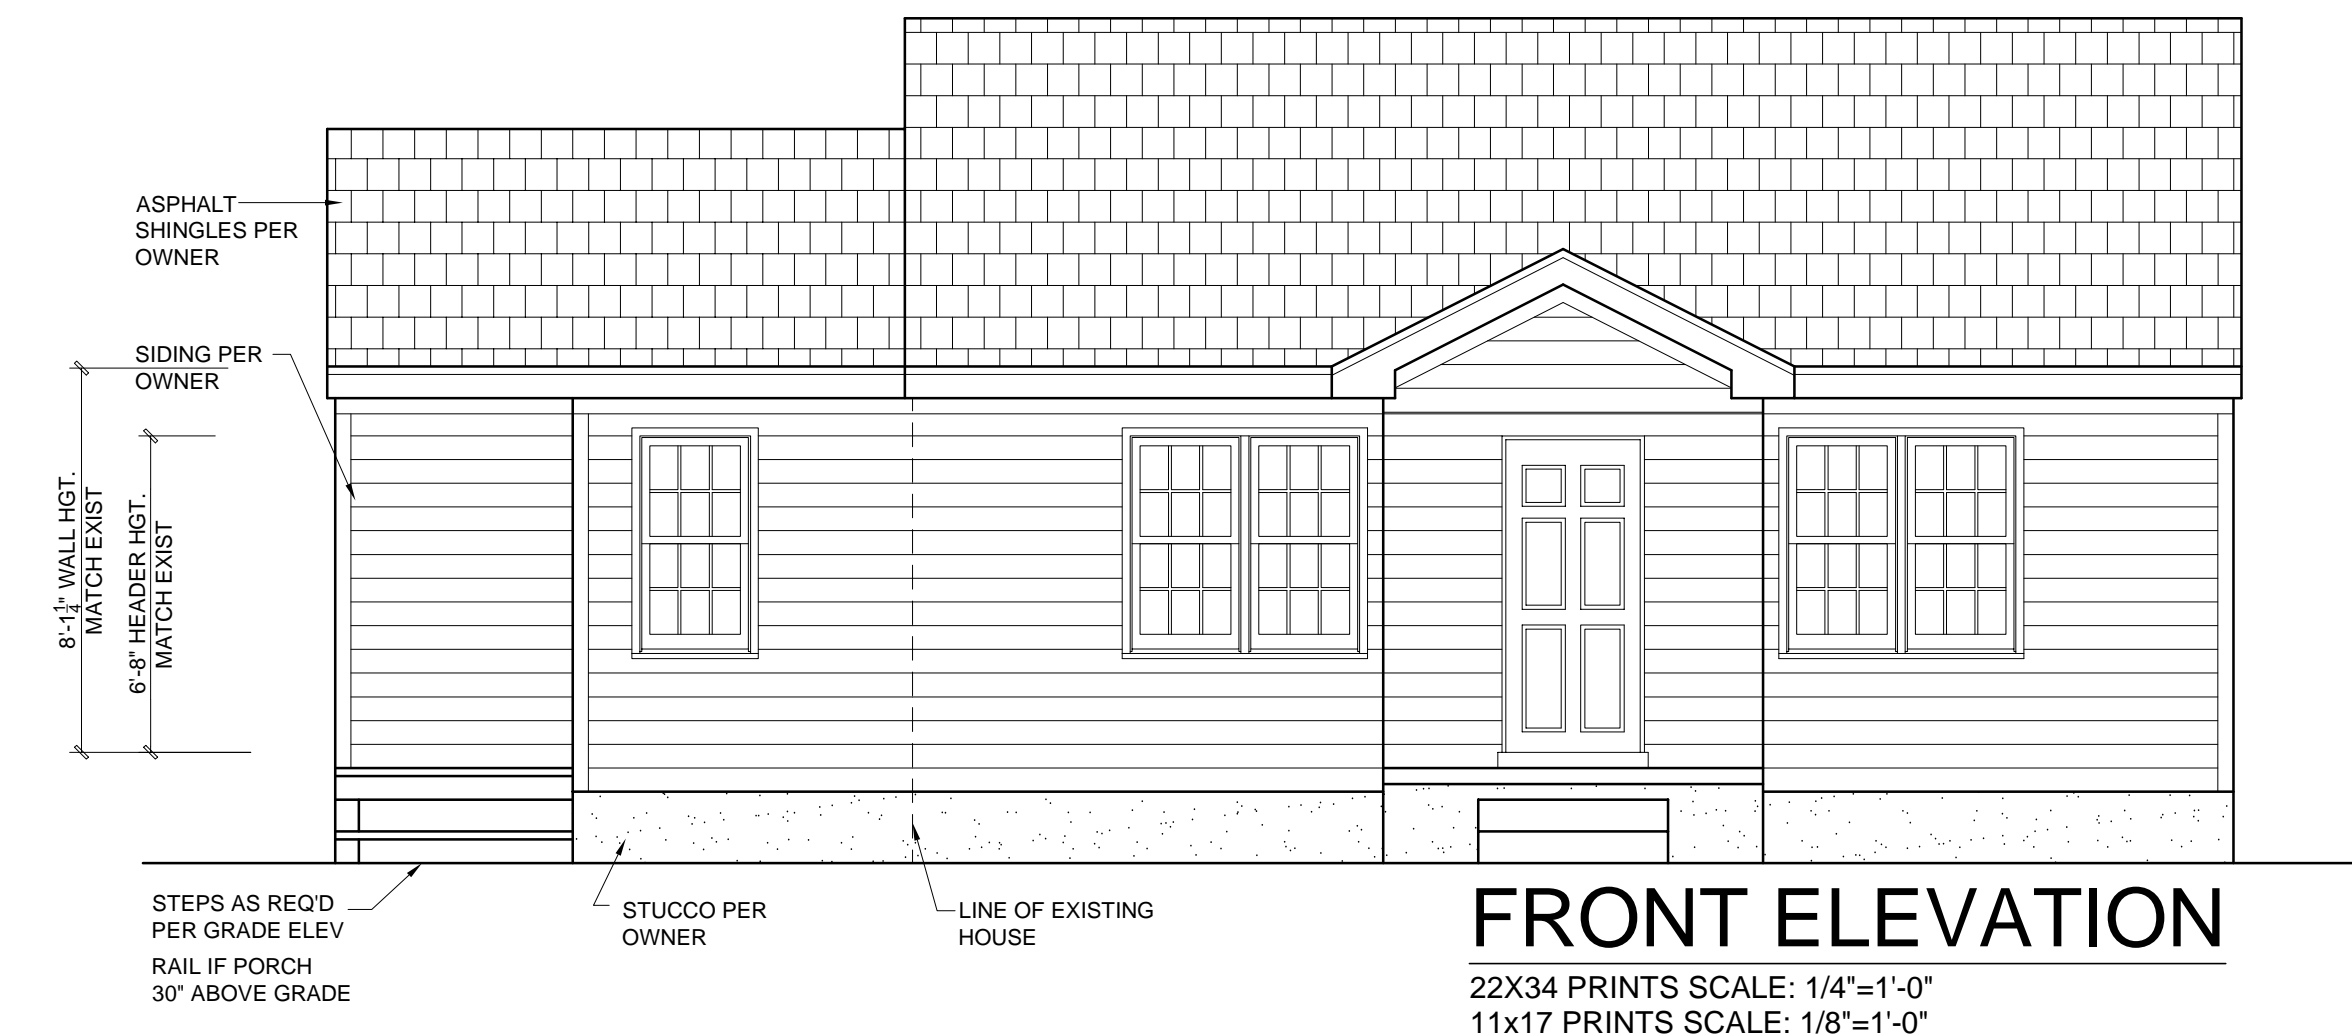 ASPHALT
SHINGLES PER
OWNER
SIDING PER
OWNER
8'-1 1/4" WALL HGT.
MATCH EXIST
6'-8" HEADER HGT.
MATCH EXIST
STEPS AS REQ'D
PER GRADE ELEV
RAIL IF PORCH
30" ABOVE GRADE
STUCCO PER
OWNER
LINE OF EXISTING
HOUSE
FRONT ELEVATION
22X34 PRINTS SCALE: 1/4"=1'-0"
11x17 PRINTS SCALE: 1/8"=1'-0"